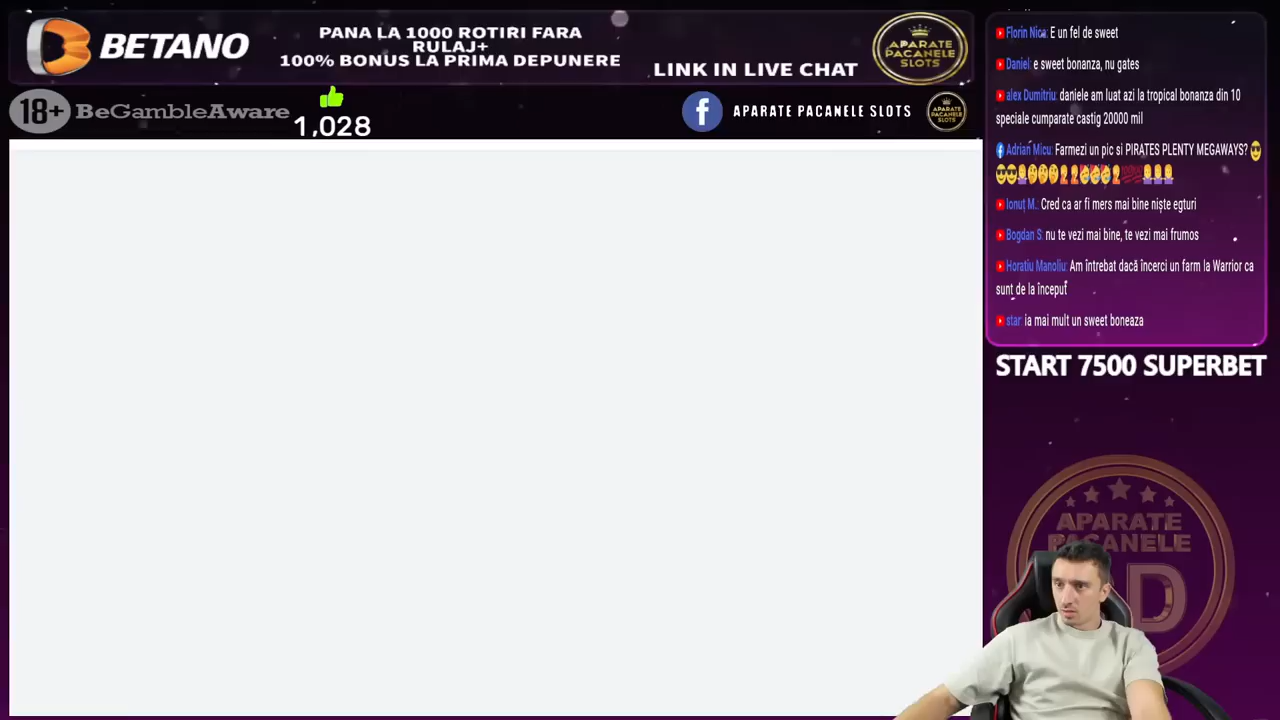 BETANO
PANA LA 1000 ROTIRI FARA
RULAJ+
100% BONUS LA PRIMA DEPUNERE
LINK IN LIVE CHAT
APARATE
PACANELE
SLOTS
18+ BeGambleAware
1,028
f APARATE PACANELE SLOTS
APARATE
PACANELE
SLOTS
Florin Nica: E un fel de sweet
Daniel: e sweet bonanza, nu gates
alex Dumitriu: daniele am luat azi la tropical bonanza din 10
speciale cumparate castig 20000 mil
Adrian Micu: Farmezi un pic si PIRATES PLENTY MEGAWAYS?
Ionuț M.: Cred ca ar fi mers mai bine niște egturi
Bogdan S: nu te vezi mai bine, te vezi mai frumos
Horatiu Manoliu: Am întrebat dacă încerci un farm la Warrior ca
sunt de la început
star: ia mai mult un sweet boneaza
START 7500 SUPERBET
APARATE
PACANELE
D